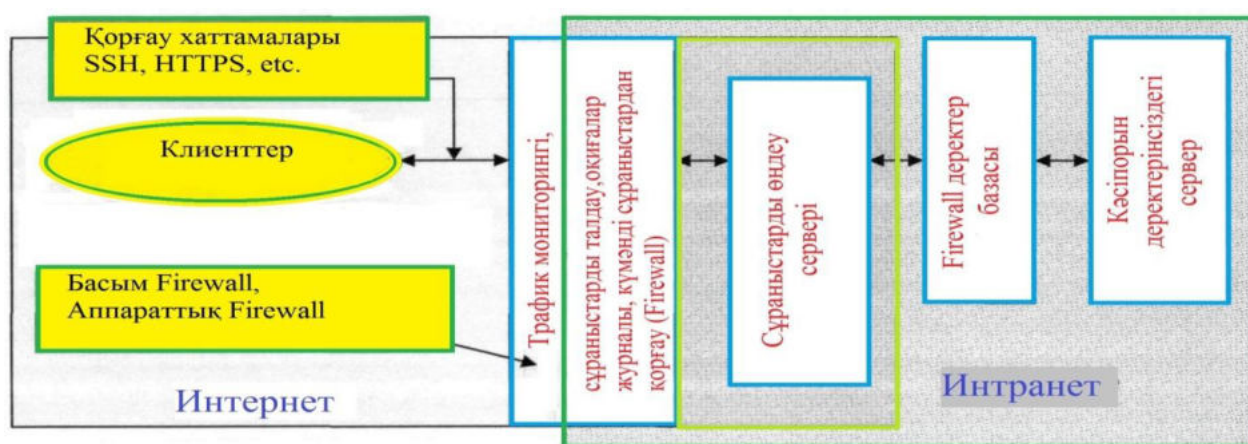 Қорғау хаттамалары
SSH, HTTPS, etc.
Клиенттер
Басым Firewall,
Аппараттық Firewall
Интернет
Трафик мониторингі,
сұраныстарды талдау,оқиғалар
журналы, күмәнді сұраныстардан
қорғау (Firewall)
Сұраныстарды өңдеу
сервері
Firewall деректер
базасы
Кәсіпорын
деректерінсіздегі
сервер
Интранет